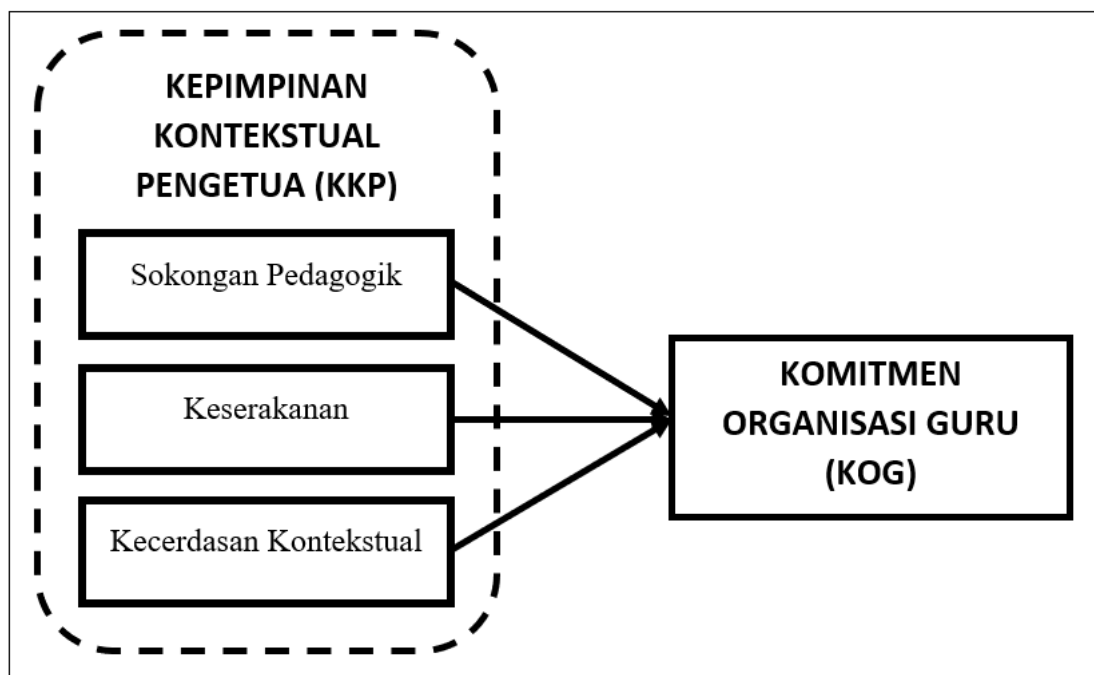 KEPIMPINAN
KONTEKSTUAL
PENGETUA (KKP)
Sokongan Pedagogik
Keserakanan
Kecerdasan Kontekstual
KOMITMEN
ORGANISASI GURU
(KOG)